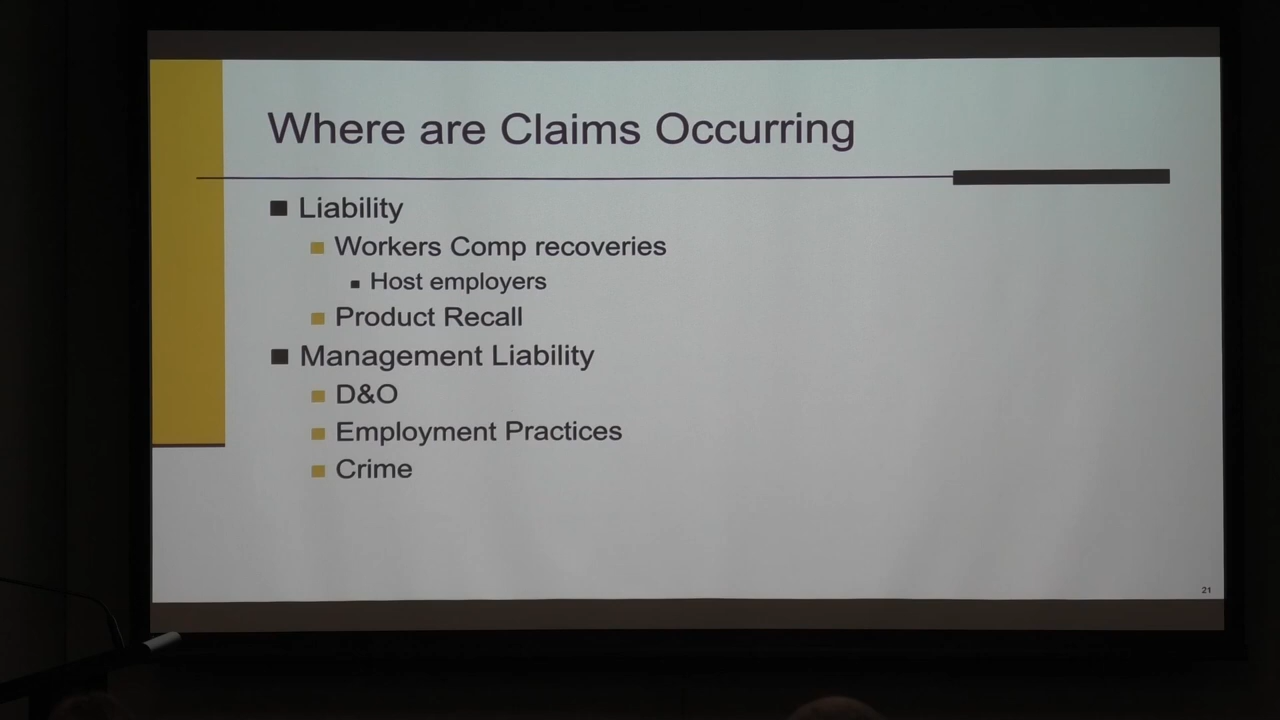 Where are Claims Occurring
Liability
Workers Comp recoveries
Host employers
Product Recall
Management Liability
D&O
Employment Practices
Crime
21